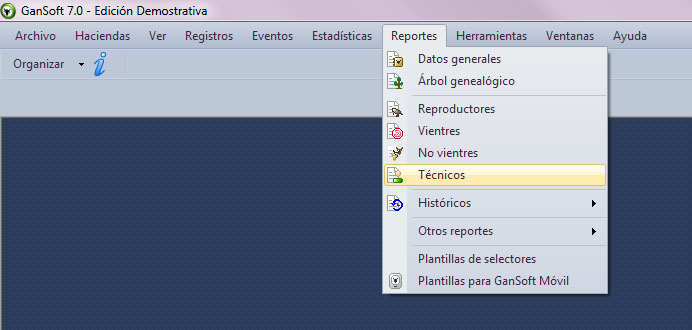 GanSoft 7.0 - Edición Demostrativa
Archivo Haciendas Ver Registros Eventos Estadísticas Reportes Herramientas Ventanas Ayuda
Organizar
Datos generales
Árbol genealógico
Reproductores
Vientres
No vientres
Técnicos
Históricos
Otros reportes
Plantillas de selectores
Plantillas para GanSoft Móvil